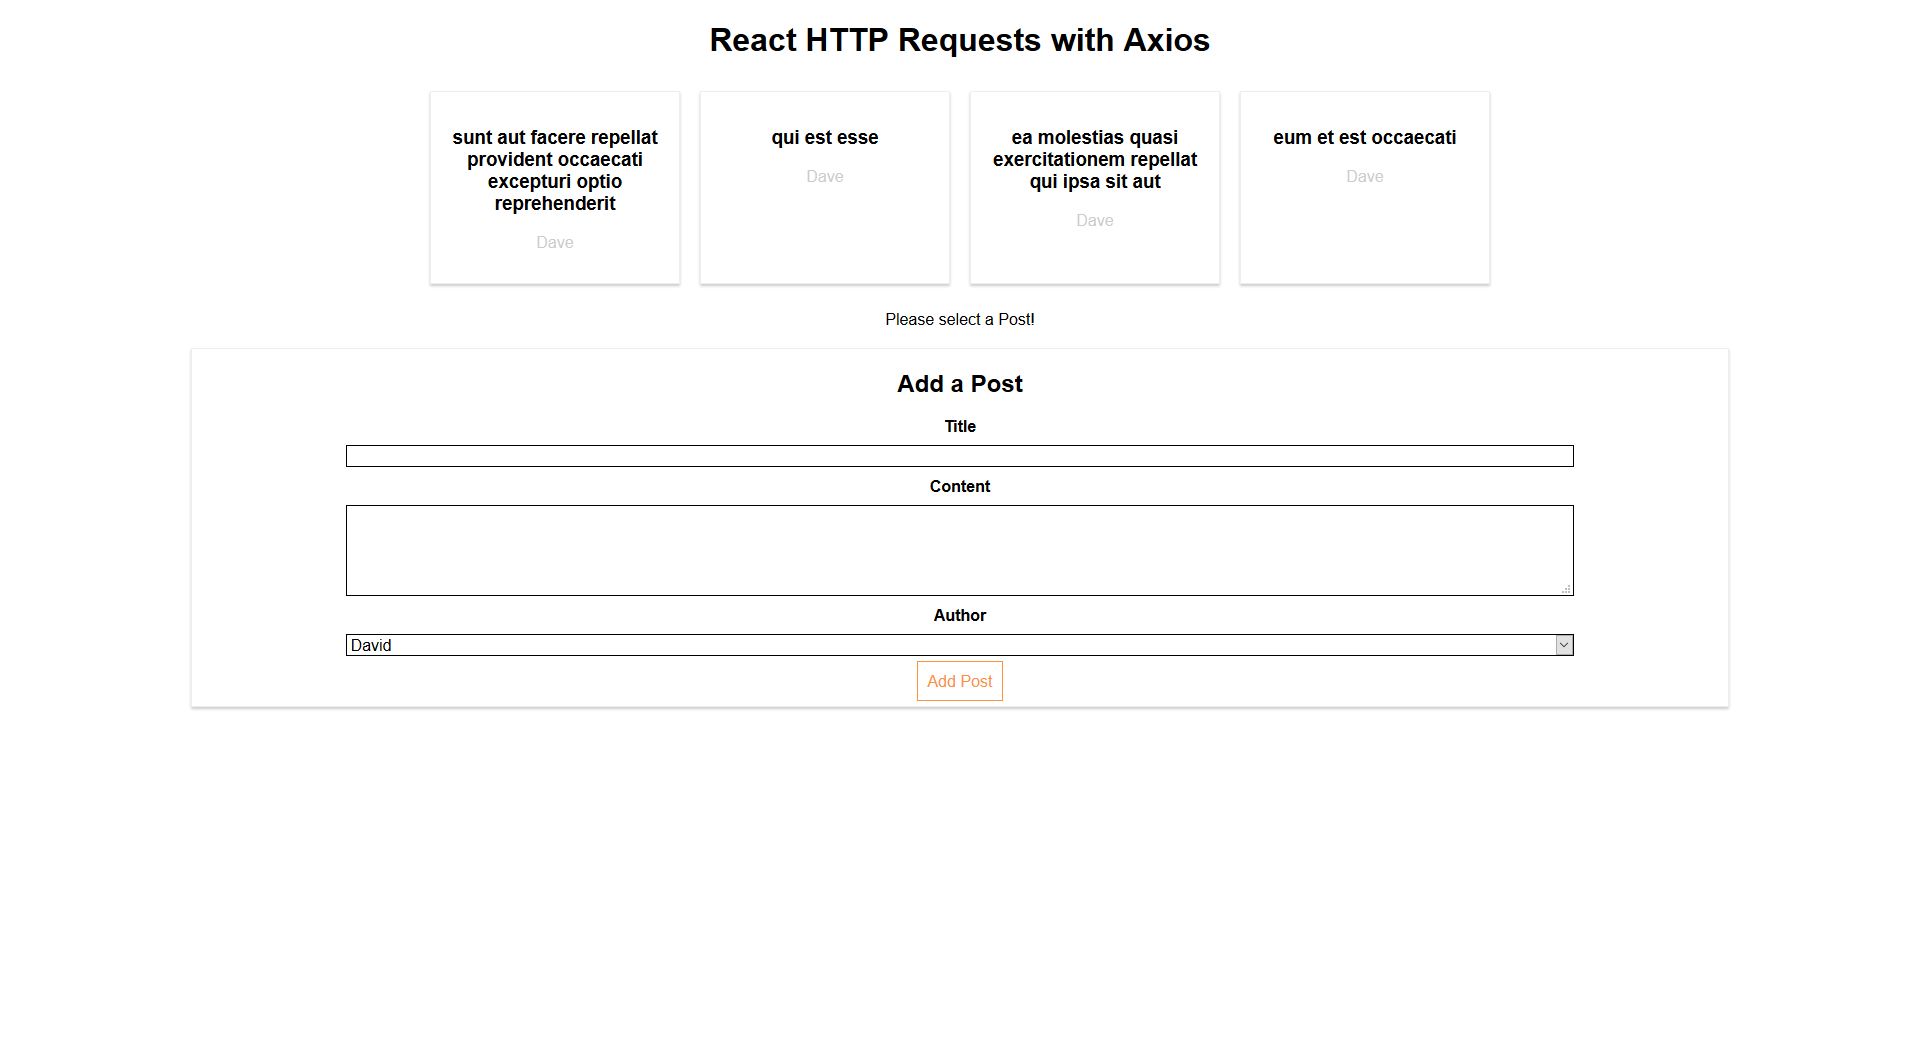 React HTTP Requests with Axios
sunt aut facere repellat
provident occaecati
excepturi optio
reprehenderit
Dave
qui est esse
Dave
ea molestias quasi
exercitationem repellat
qui ipsa sit aut
Dave
eum et est occaecati
Dave
Please select a Post!
Add a Post
Title
Content
Author
David
Add Post